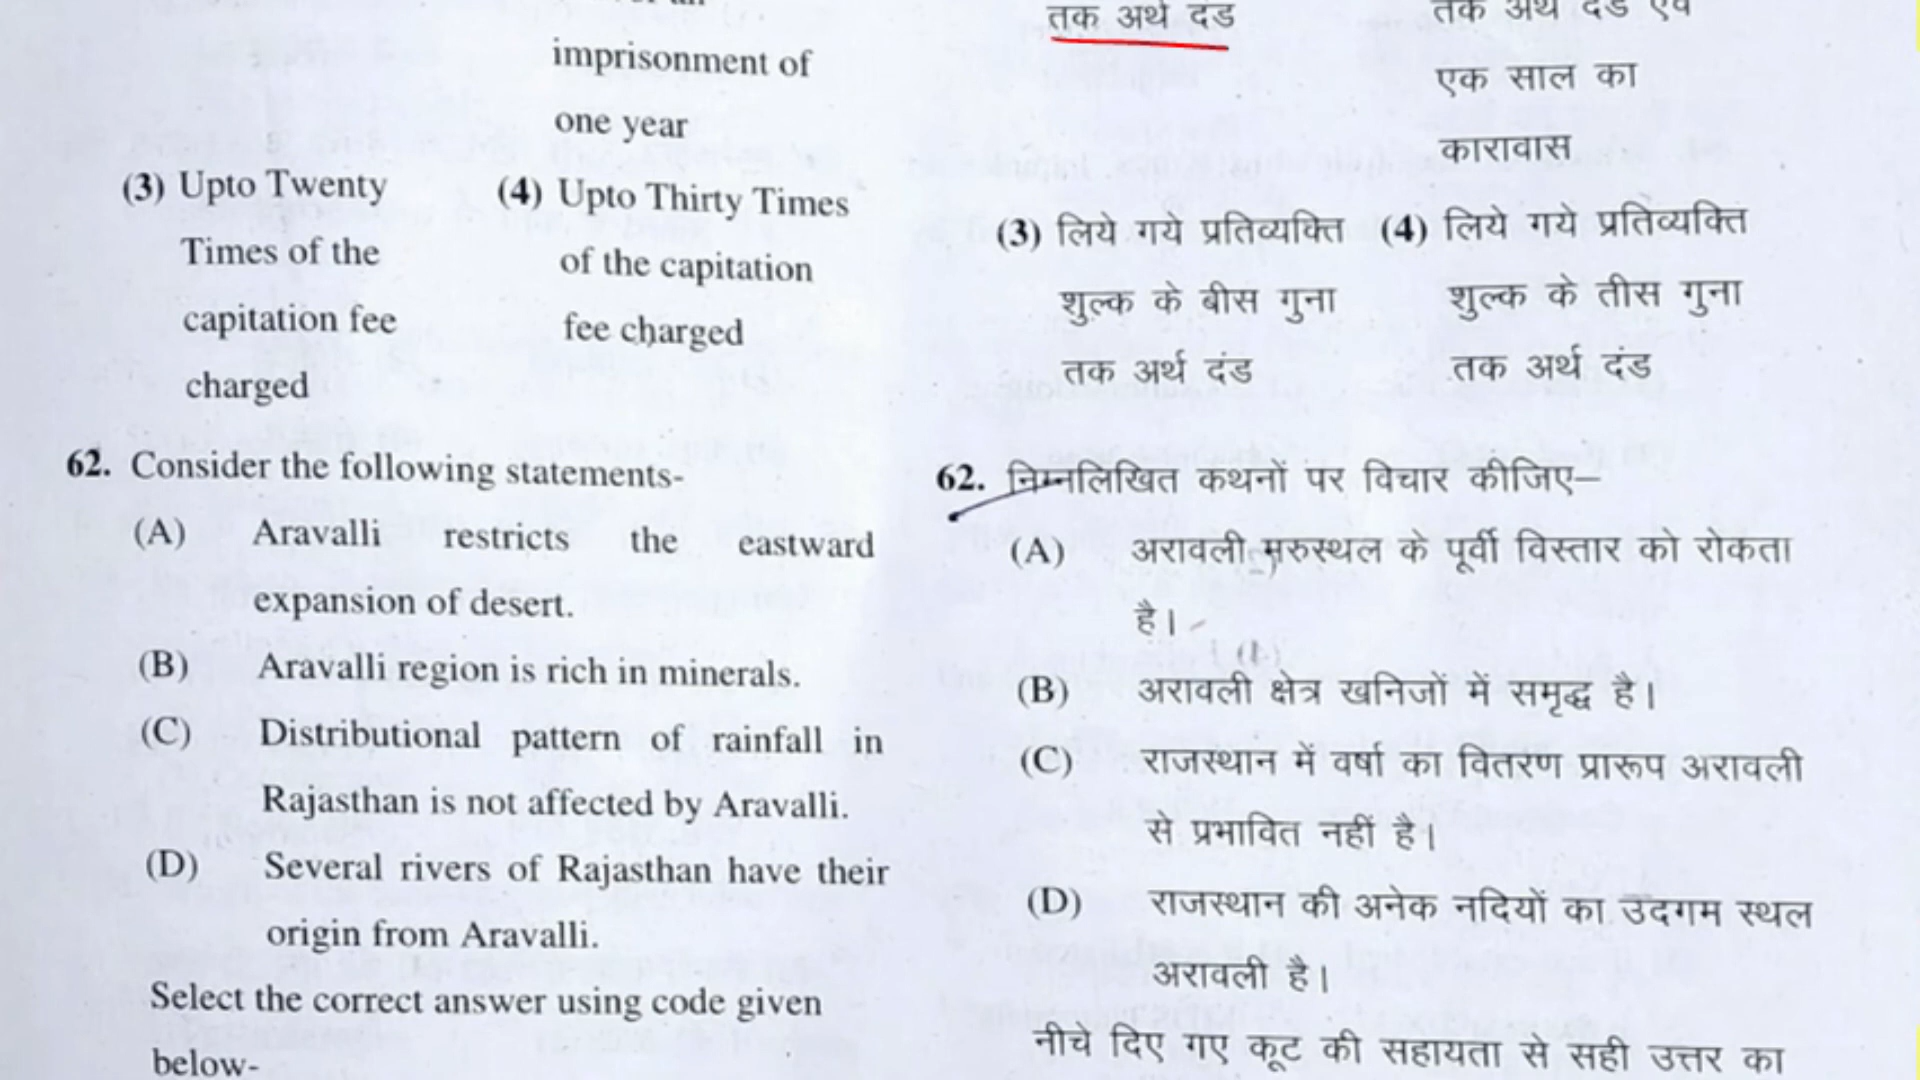 imprisonment of
one year
(3) Upto Twenty
Times of the
capitation fee
charged
(4) Upto Thirty Times
of the capitation
fee charged
62. Consider the following statements-
(A) Aravalli restricts the eastward
expansion of desert.
(B) Aravalli region is rich in minerals.
(C) Distributional pattern of rainfall in
Rajasthan is not affected by Aravalli.
(D) Several rivers of Rajasthan have their
origin from Aravalli.
Select the correct answer using code given
below-
तक अर्थ दंड
तक अर्थ दंड एवं
एक साल का
कारावास
(3) लिये गये प्रतिव्यक्ति
शुल्क के बीस गुना
तक अर्थ दंड
(4) लिये गये प्रतिव्यक्ति
शुल्क के तीस गुना
तक अर्थ दंड
62. निम्नलिखित कथनों पर विचार कीजिए–
(A) अरावली मरुस्थल के पूर्वी विस्तार को रोकता
है।
(B) अरावली क्षेत्र खनिजों में समृद्ध है।
(C) राजस्थान में वर्षा का वितरण प्रारूप अरावली
से प्रभावित नहीं है।
(D) राजस्थान की अनेक नदियों का उदगम स्थल
अरावली है।
नीचे दिए गए कूट की सहायता से सही उत्तर का